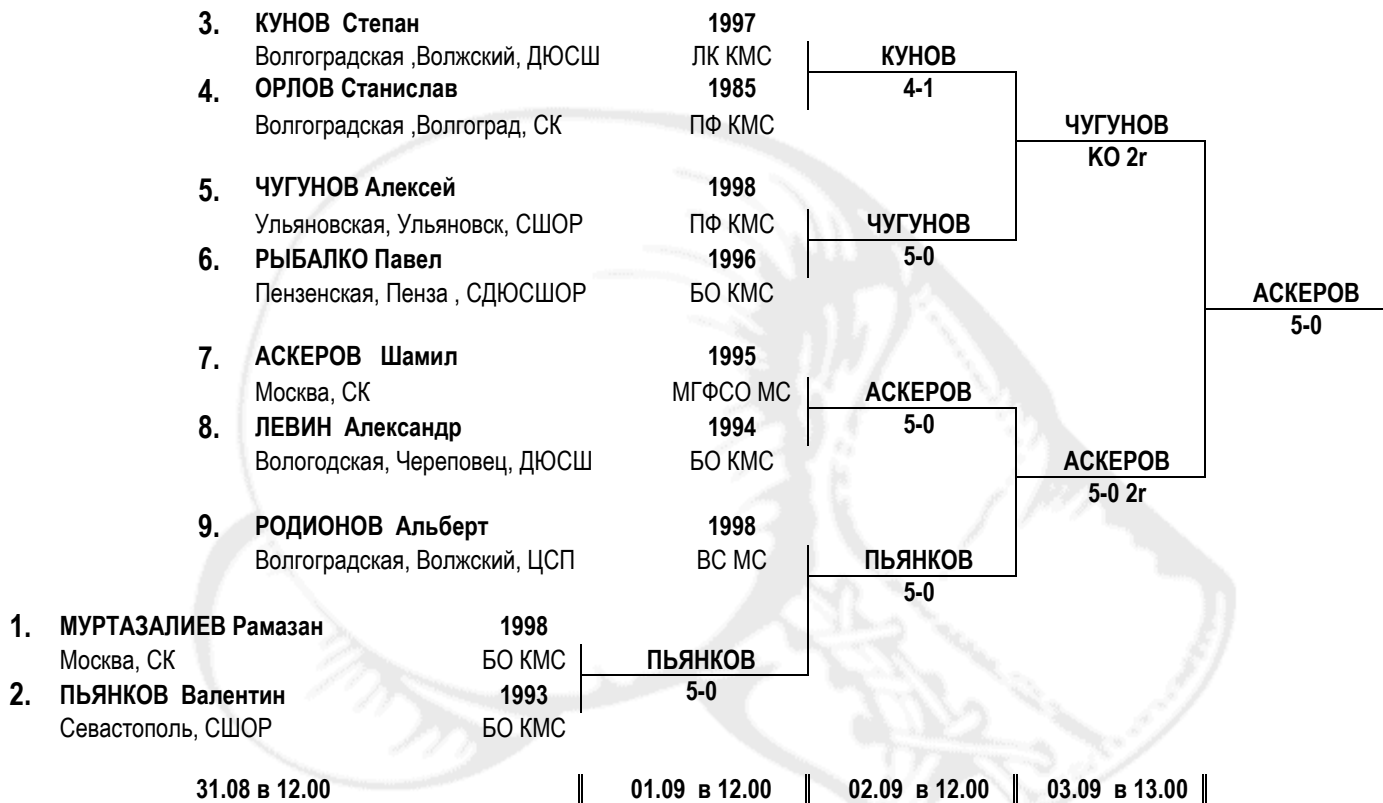 3. КУНОВ Степан 1997
Волгоградская ,Волжский, ДЮСШ ЛК КМС КУНОВ
4. ОРЛОВ Станислав 1985 4-1
Волгоградская ,Волгоград, СК ПФ КМС ЧУГУНОВ
KO 2r
5. ЧУГУНОВ Алексей 1998
Ульяновская, Ульяновск, СШОР ПФ КМС ЧУГУНОВ
6. РЫБАЛКО Павел 1996 5-0
Пензенская, Пенза , СДЮСШОР БО КМС АСКЕРОВ
5-0
7. АСКЕРОВ Шамил 1995
Москва, СК МГФСО МС АСКЕРОВ
8. ЛЕВИН Александр 1994 5-0
Вологодская, Череповец, ДЮСШ БО КМС АСКЕРОВ
5-0 2r
9. РОДИОНОВ Альберт 1998
Волгоградская, Волжский, ЦСП ВС МС ПЬЯНКОВ
5-0
1. МУРТАЗАЛИЕВ Рамазан 1998
Москва, СК БО КМС ПЬЯНКОВ
2. ПЬЯНКОВ Валентин 1993 5-0
Севастополь, СШОР БО КМС
31.08 в 12.00 01.09 в 12.00 02.09 в 12.00 03.09 в 13.00